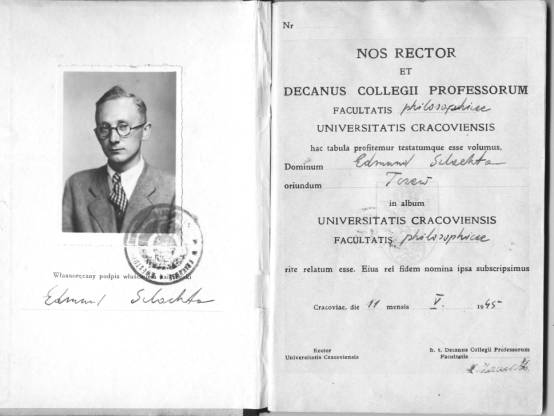 Własnoręczny podpis
Edmund Schachta
Nr
NOS RECTOR
ET
DECANUS COLLEGII PROFESSORUM
FACULTATIS philosophicae
UNIVERSITATIS CRACOVIENSIS
hac tabula profitemur testatumque esse volumus,
Dominum Edmund Schachta
oriundum Tczew
in album
UNIVERSITATIS CRACOVIENSIS
FACULTATIS philosophicae
rite relatum esse. Eius rei fidem nomina ipsa subscripsimus
Cracoviae, die 11 mensis V. 1945
Rector
Universitatis Cracoviensis
h. t. Decanus Collegii Professorum
Facultatis